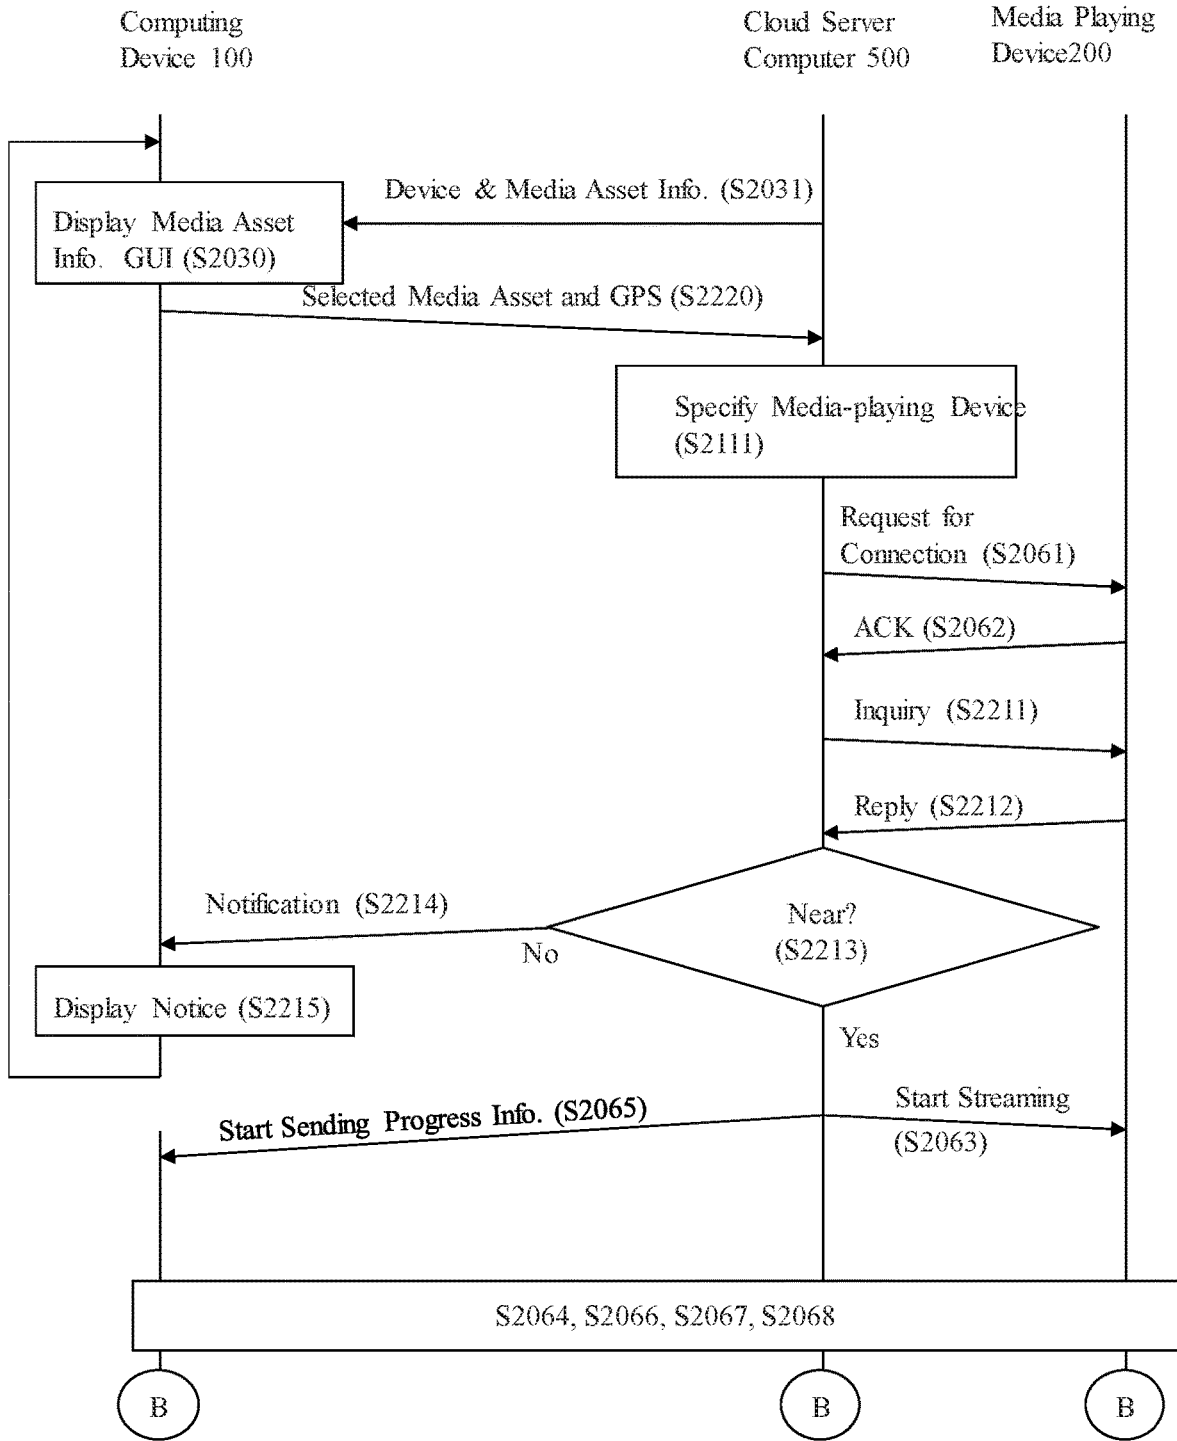 Computing
Device 100
Cloud Server
Computer 500
Media Playing
Device200
Device & Media Asset Info. (S2031)
Display Media Asset
Info. GUI (S2030)
Selected Media Asset and GPS (S2220)
Specify Media-playing Device
(S2111)
Request for
Connection (S2061)
ACK (S2062)
Inquiry (S2211)
Reply (S2212)
Notification (S2214)
Near?
(S2213)
No
Display Notice (S2215)
Yes
Start Sending Progress Info. (S2065)
Start Streaming
(S2063)
S2064, S2066, S2067, S2068
B
B
B